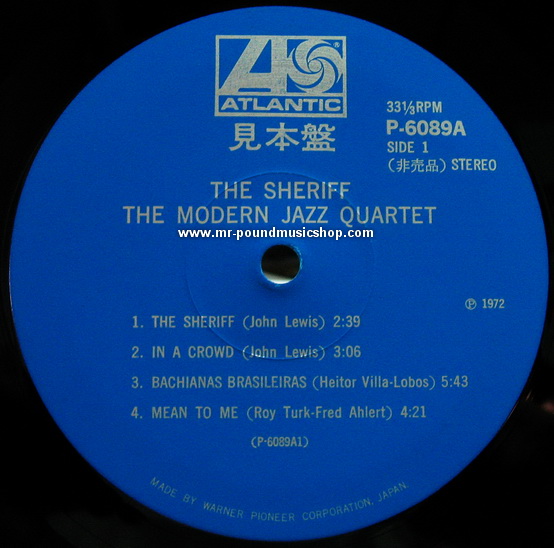 ATLANTIC
®
見本盤
33⅓RPM
P-6089A
SIDE 1
(非売品) STEREO
THE SHERIFF
THE MODERN JAZZ QUARTET
www.mr-poundmusicshop.com
℗ 1972
1. THE SHERIFF (John Lewis) 2:39
2. IN A CROWD (John Lewis) 3:06
3. BACHIANAS BRASILEIRAS (Heitor Villa-Lobos) 5:43
4. MEAN TO ME (Roy Turk-Fred Ahlert) 4:21
(P-6089A1)
MADE BY WARNER PIONEER CORPORATION, JAPAN.